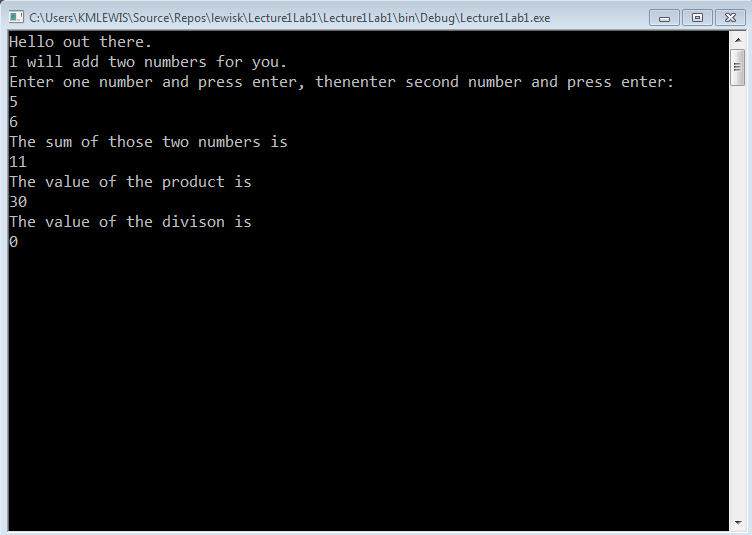 C:\Users\KMLEWIS\Source\Repos\lewisk\Lecture1Lab1\Lecture1Lab1\bin\Debug\Lecture1Lab1.exe
Hello out there.
I will add two numbers for you.
Enter one number and press enter, thenenter second number and press enter:
5
6
The sum of those two numbers is
11
The value of the product is
30
The value of the divison is
0